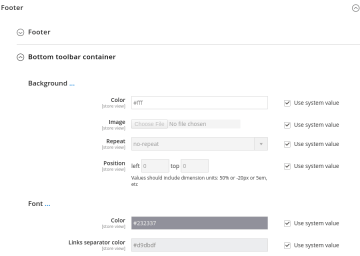 Footer
Footer
Bottom toolbar container
Background ...
Color
[store view]
#fff
Use system value
Image
[store view]
Choose File No file chosen
Use system value
Repeat
[store view]
no-repeat
Use system value
Position
[store view]
left 0 top 0
Use system value
Values should include dimension units: 50% or -20px or 5em,
etc
Font ...
Color
[store view]
#232337
Use system value
Links separator color
[store view]
#d9dbdf
Use system value